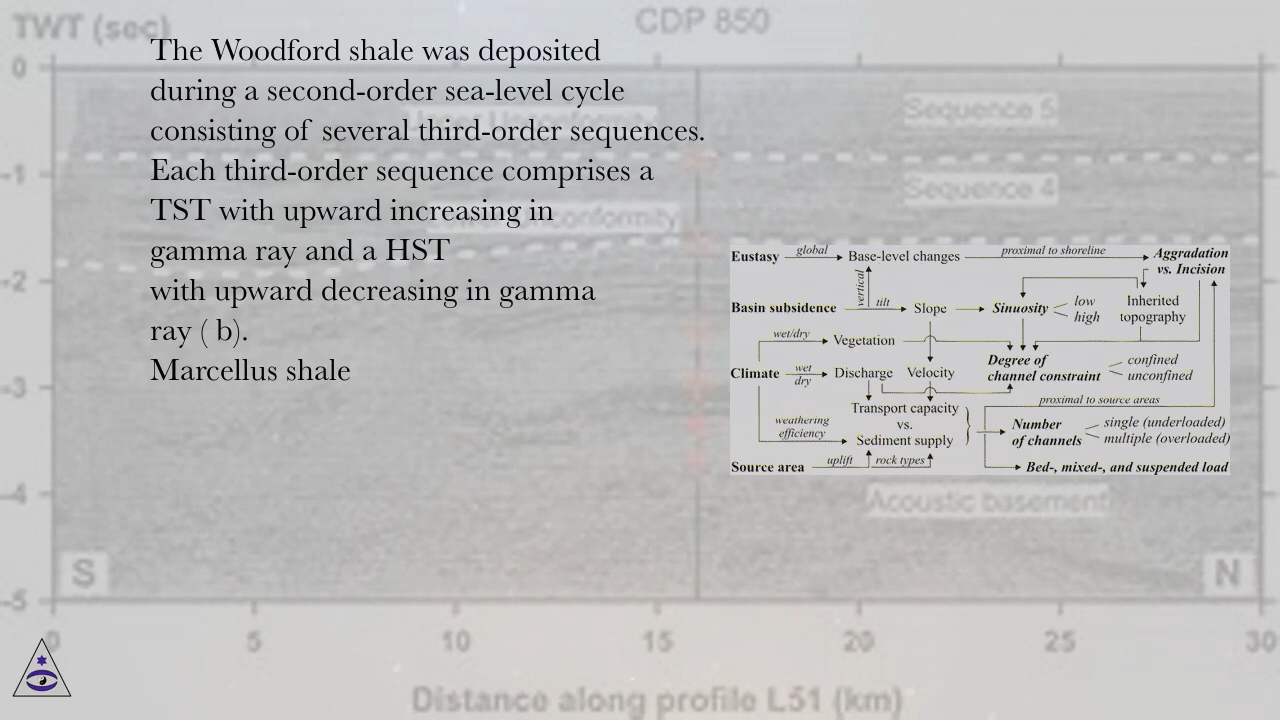 TWT (sec)
CDP 850
The Woodford shale was deposited
during a second-order sea-level cycle
consisting of several third-order sequences.
Each third-order sequence comprises a
TST with upward increasing in
gamma ray and a HST
with upward decreasing in gamma
ray ( b).
Marcellus shale
Unconformity
Sequence 5
Sequence 4
Unconformity
Eustasy global Base-level changes proximal to shoreline Aggradation
vs. Incision
vertical
Basin subsidence tilt Slope Sinuosity low
high
Inherited
topography
wet/dry Vegetation
Degree of
channel constraint
confined
unconfined
Climate wet
dry
Discharge Velocity
proximal to source areas
Transport capacity
vs.
Sediment supply
weathering
efficiency
Number
of channels
single (underloaded)
multiple (overloaded)
Source area uplift rock types
Bed-, mixed-, and suspended load
Acoustic basement
S
N
0
-1
-2
-3
-4
-5
0 5 10 15 20 25 30
Distance along profile L51 (km)